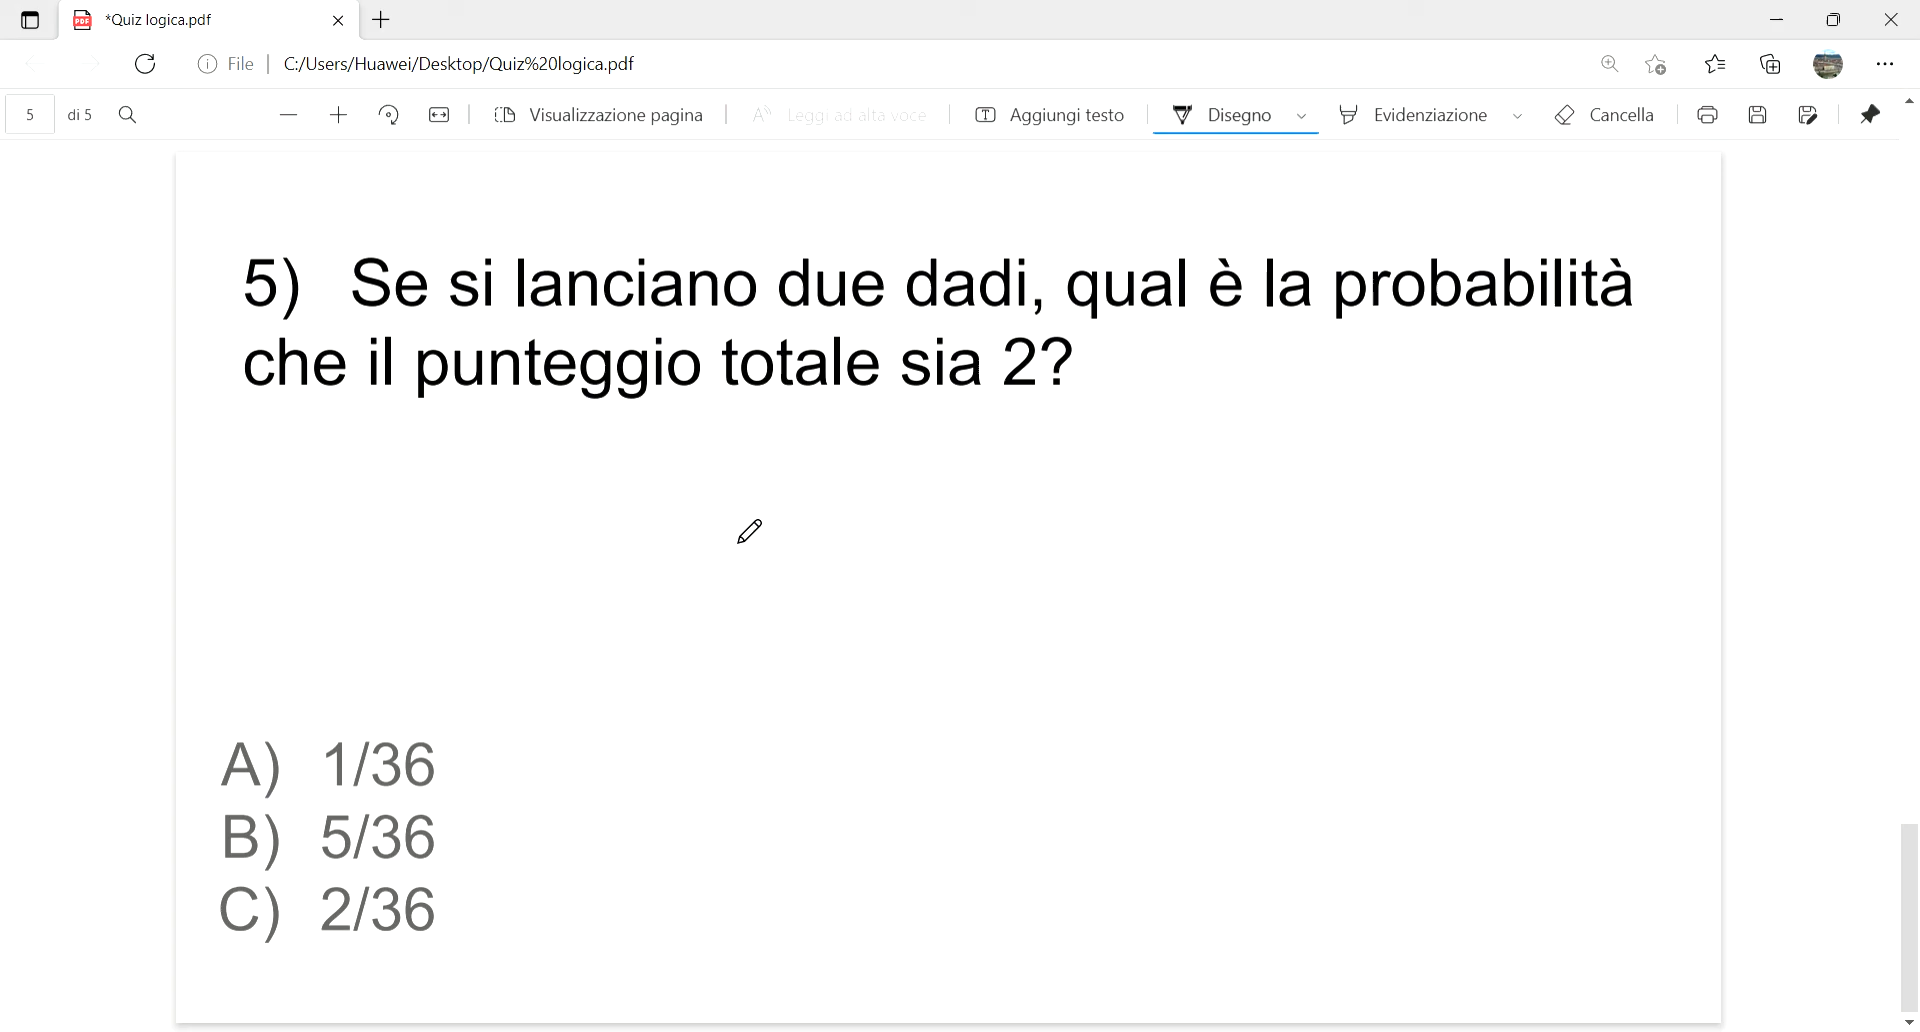 *Quiz logica.pdf
File
C:/Users/Huawei/Desktop/Quiz%20logica.pdf
5 di 5
Visualizzazione pagina
Leggi ad alta voce
Aggiungi testo
Disegno
Evidenziazione
Cancella
5) Se si lanciano due dadi, qual è la probabilità
che il punteggio totale sia 2?
A) 1/36
B) 5/36
C) 2/36